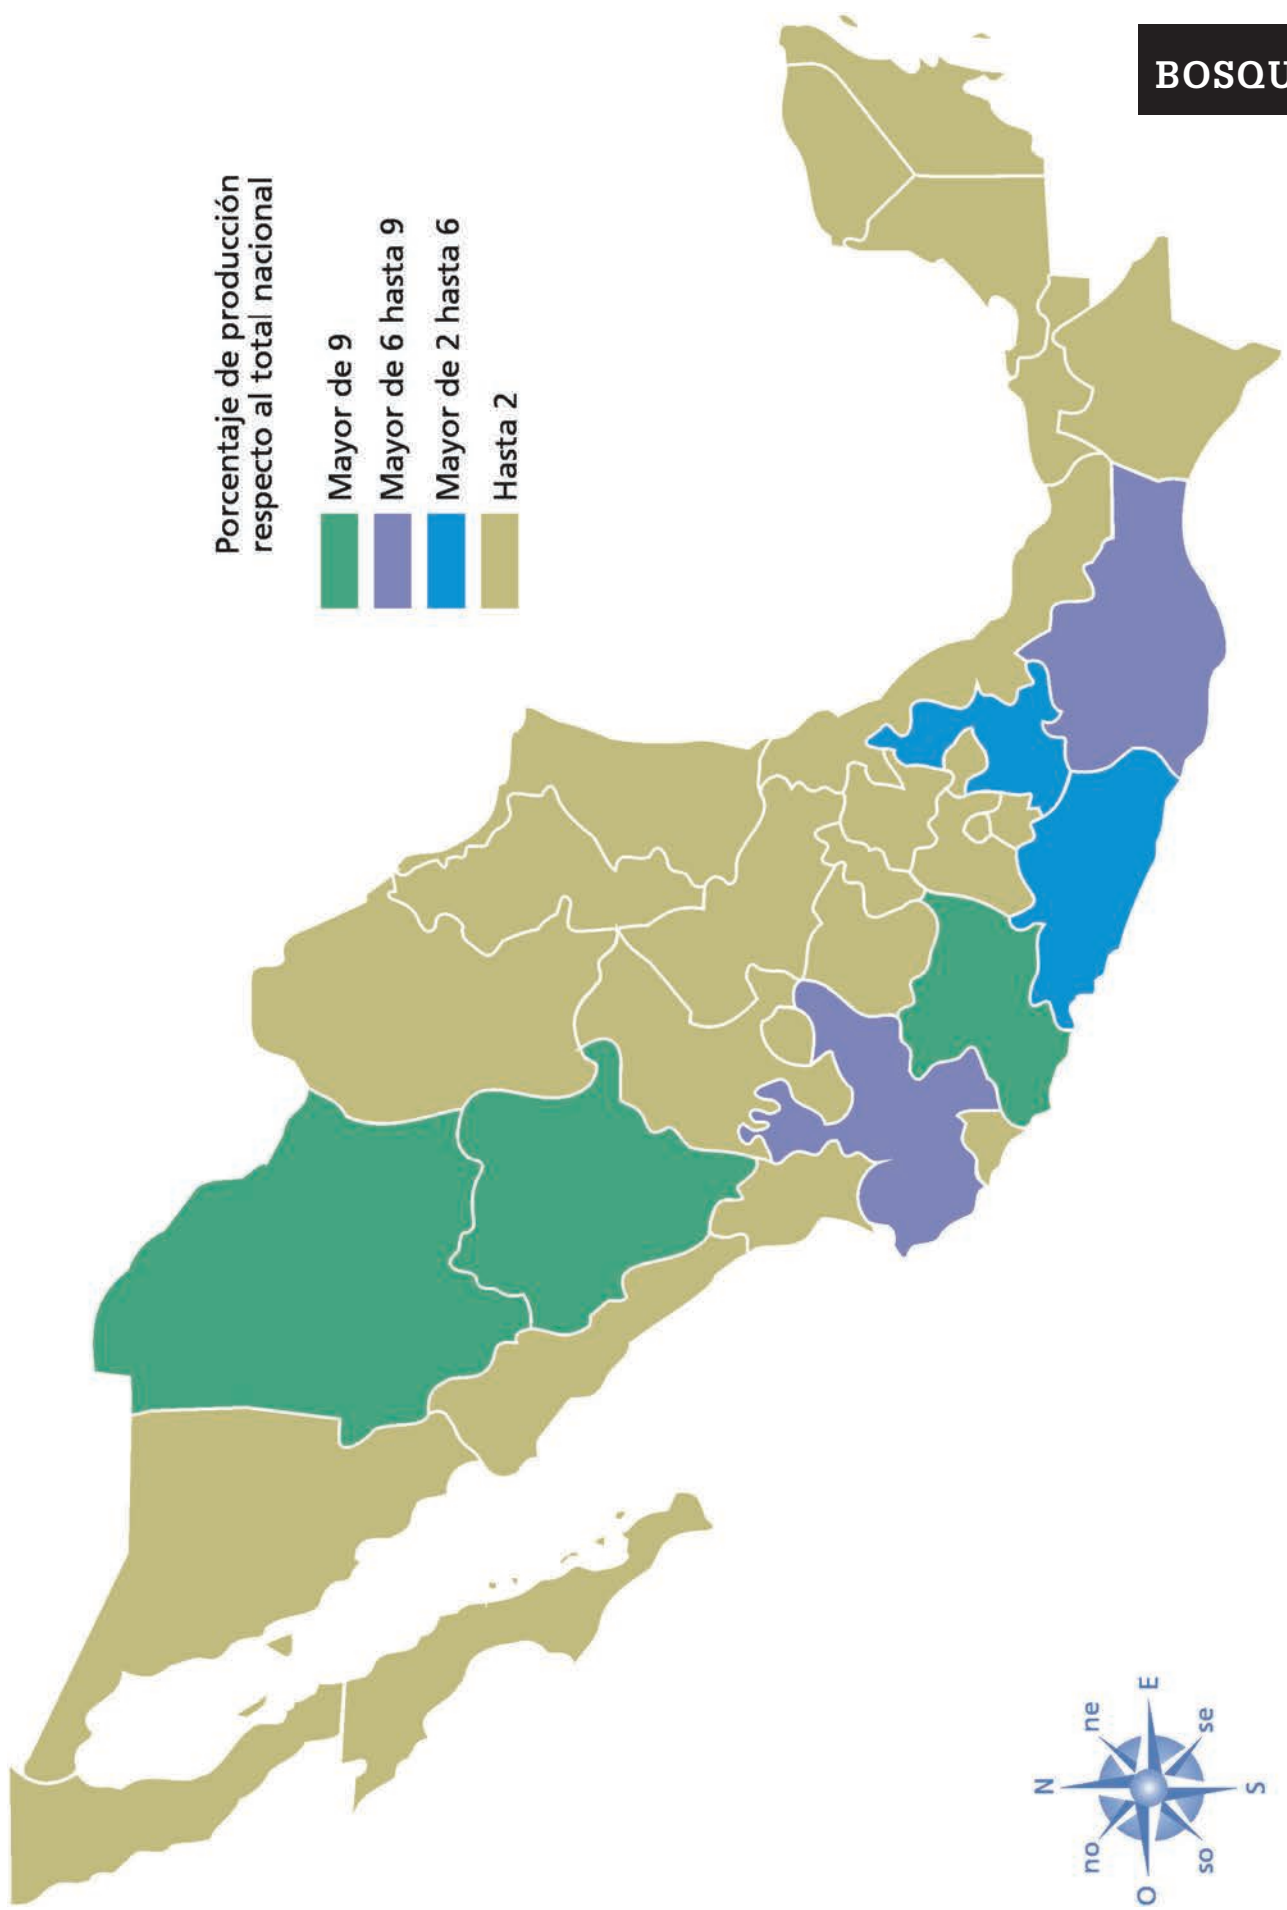 BOSQU
Porcentaje de producción
respecto al total nacional
Mayor de 9
Mayor de 6 hasta 9
Mayor de 2 hasta 6
Hasta 2
N
ne
E
se
S
so
O
no